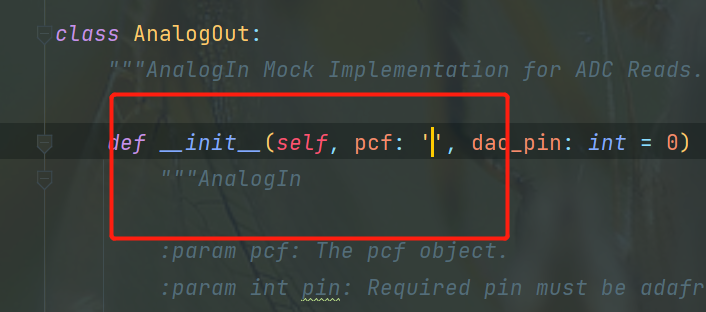 class AnalogOut:
"""AnalogIn Mock Implementation for ADC Reads.
def __init__(self, pcf: '', dac_pin: int = 0)
"""AnalogIn
:param pcf: The pcf object.
:param int pin: Required pin must be adafr